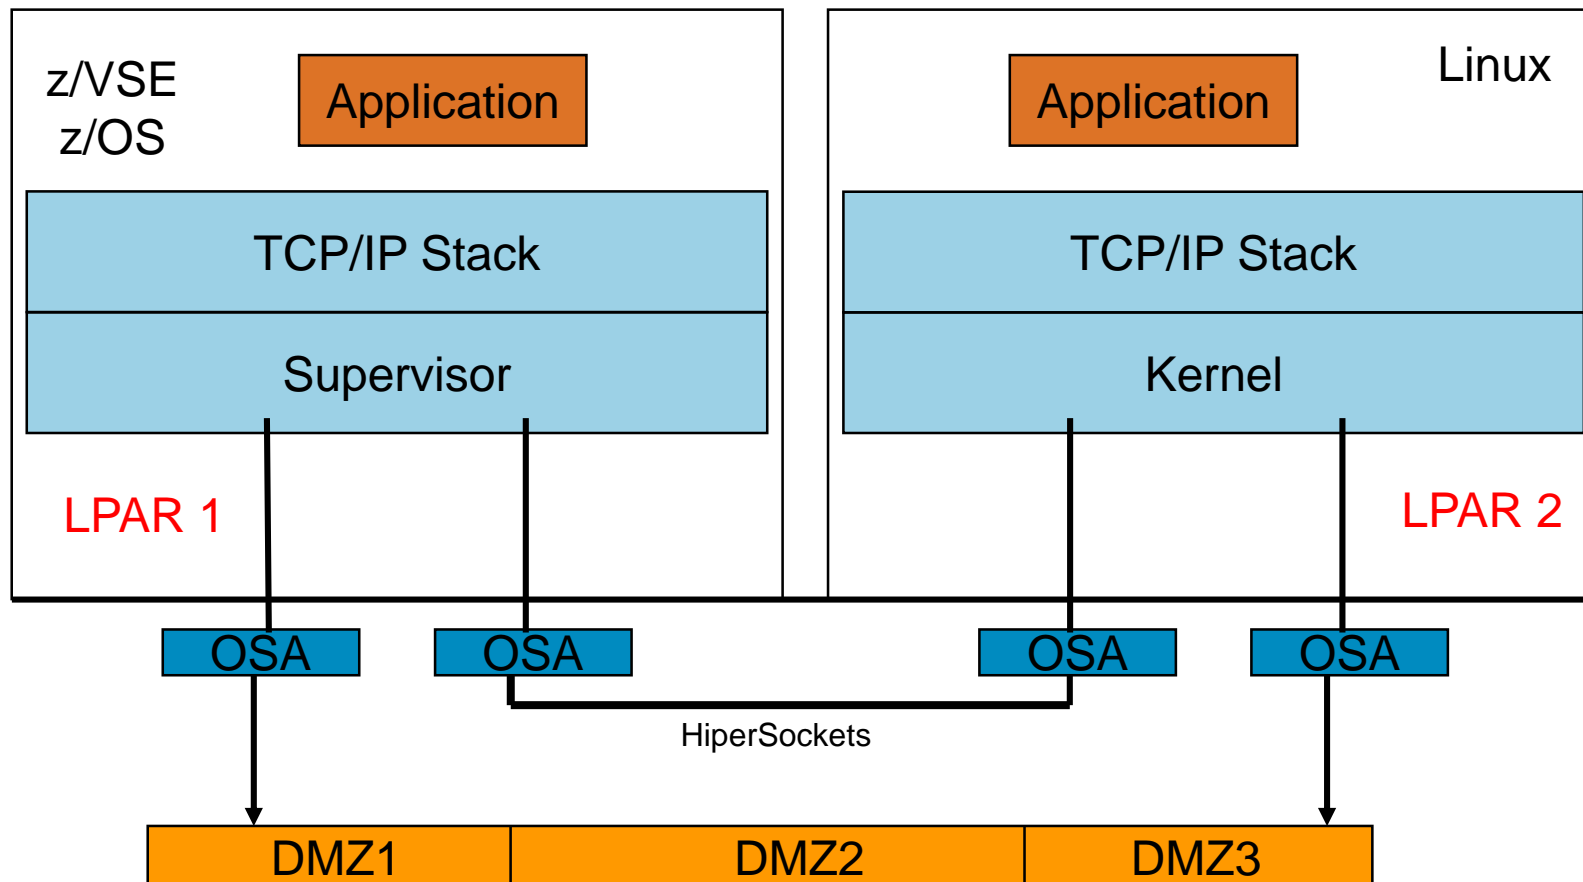 z/VSE
z/OS
Application
TCP/IP Stack
Supervisor
LPAR 1
Linux
Application
TCP/IP Stack
Kernel
LPAR 2
OSA
OSA
OSA
OSA
HiperSockets
DMZ1
DMZ2
DMZ3